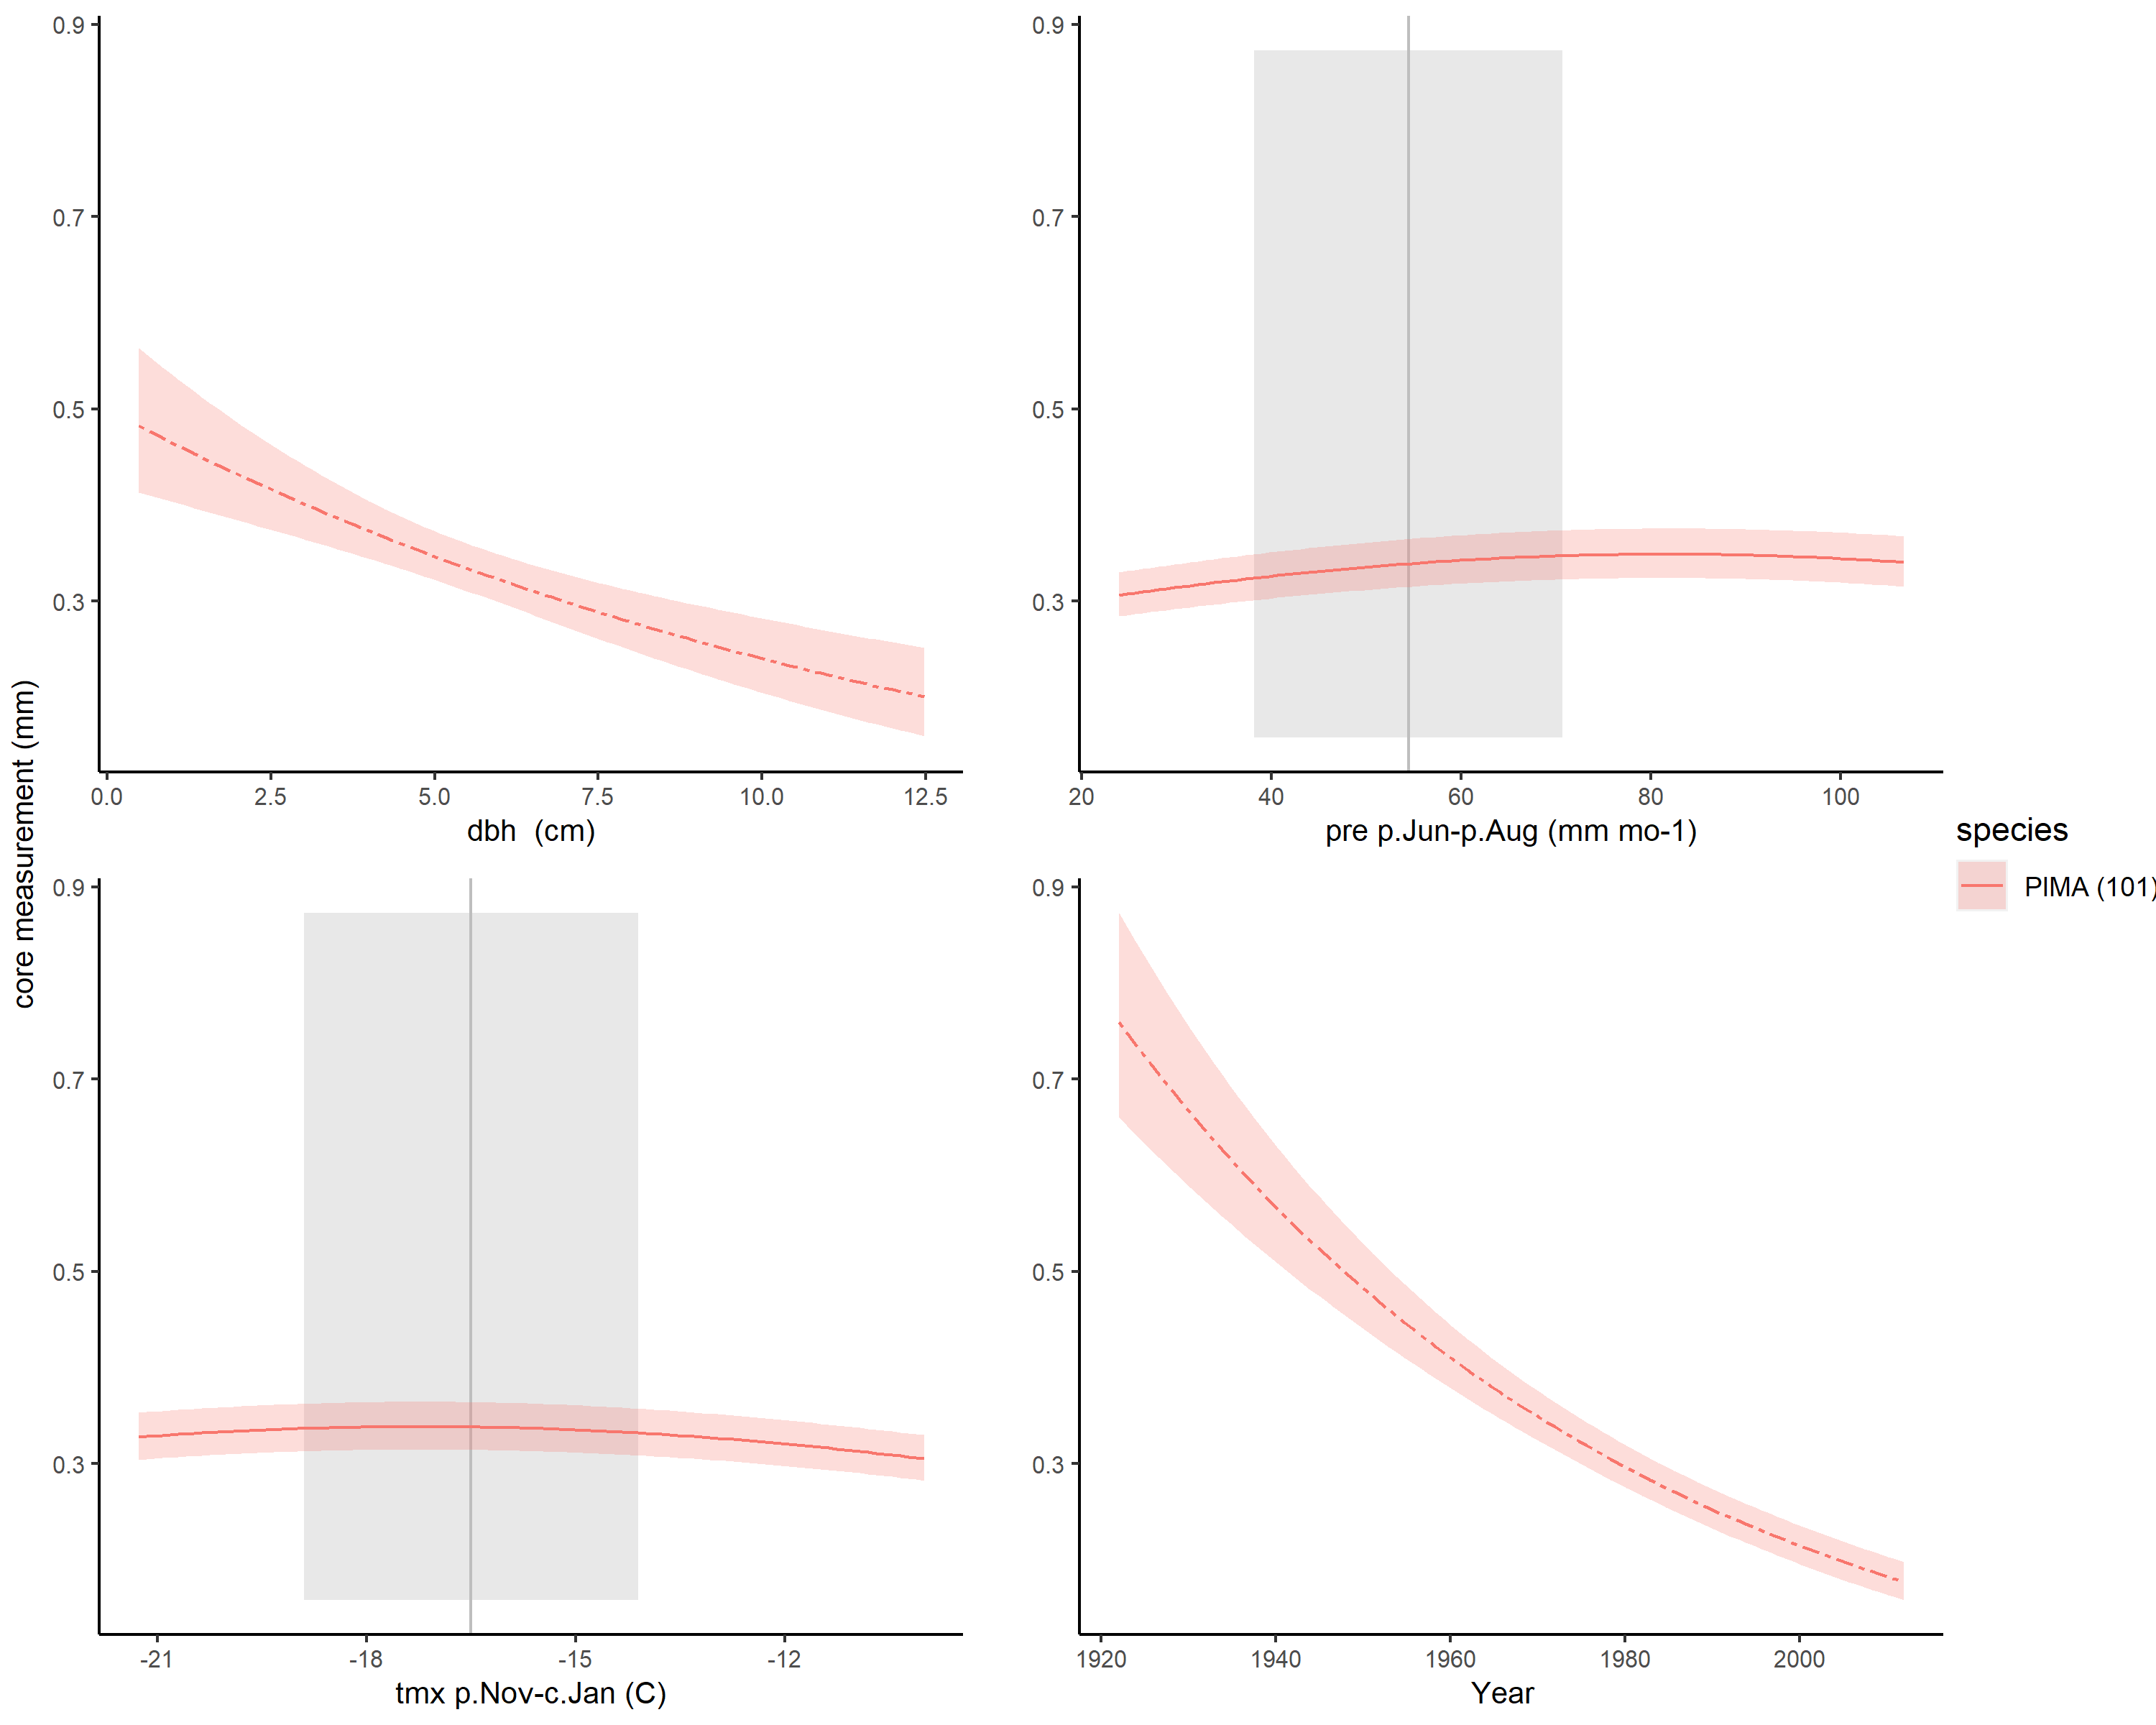 core measurement (mm)
0.9
0.7
0.5
0.3
0.0 2.5 5.0 7.5 10.0 12.5
dbh (cm)
0.9
0.7
0.5
0.3
20 40 60 80 100
pre p.Jun-p.Aug (mm mo-1)
0.9
0.7
0.5
0.3
-21 -18 -15 -12
tmx p.Nov-c.Jan (C)
0.9
0.7
0.5
0.3
1920 1940 1960 1980 2000
Year
species
PIMA (101)